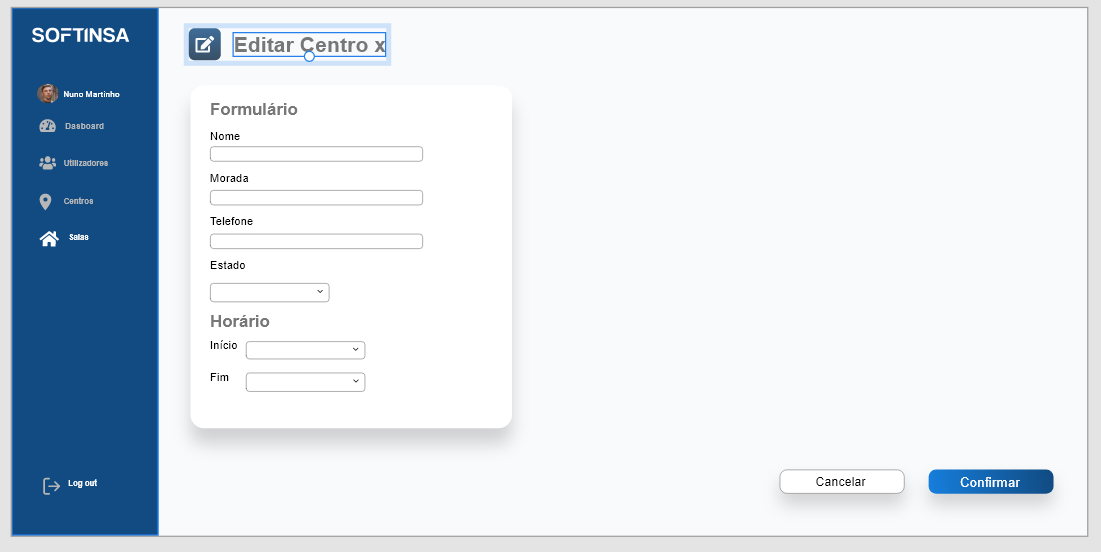 SOFTINSA
Nuno Martinho
Dasboard
Utilizadores
Centros
Salas
Log out
Editar Centro x
Formulário
Nome
Morada
Telefone
Estado
Horário
Início
Fim
Cancelar
Confirmar